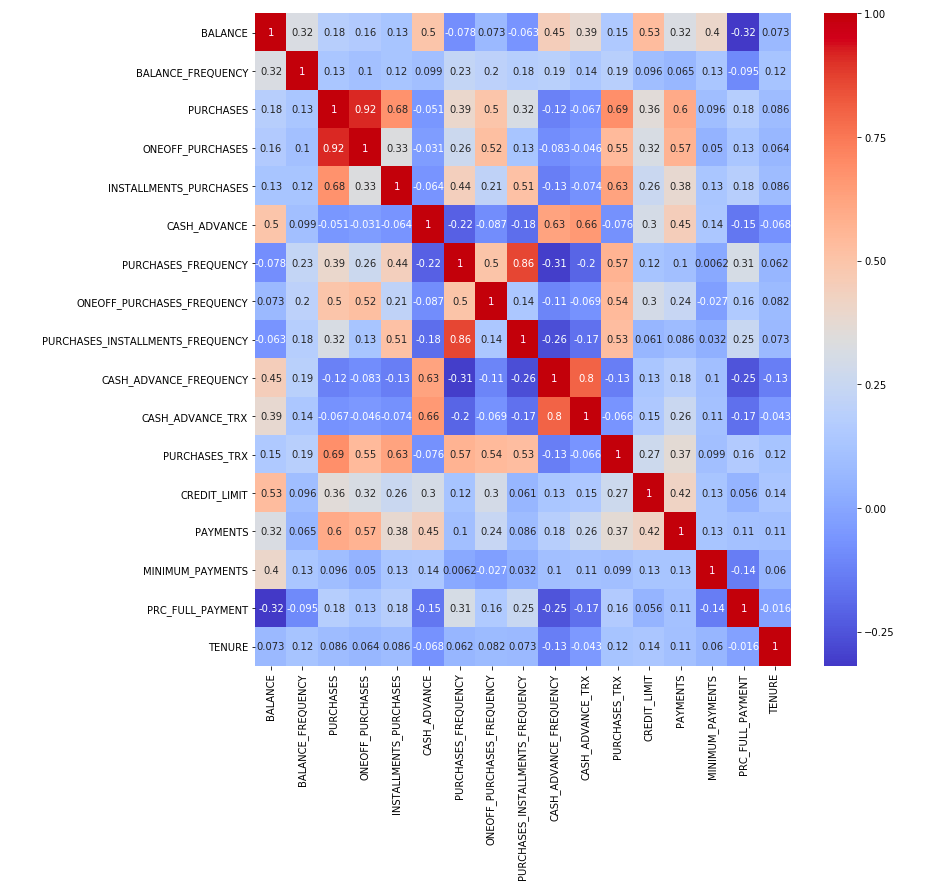 BALANCE 1 0.32 0.18 0.16 0.13 0.5 -0.078 0.073 -0.063 0.45 0.39 0.15 0.53 0.32 0.4 -0.32 0.073
BALANCE_FREQUENCY 0.32 1 0.13 0.1 0.12 0.099 0.23 0.2 0.18 0.19 0.14 0.19 0.096 0.065 0.13 -0.095 0.12
PURCHASES 0.18 0.13 1 0.92 0.68 -0.051 0.39 0.5 0.32 -0.12 -0.067 0.69 0.36 0.6 0.096 0.18 0.086
ONEOFF_PURCHASES 0.16 0.1 0.92 1 0.33 -0.031 0.26 0.52 0.13 -0.083 -0.046 0.55 0.32 0.57 0.05 0.13 0.064
INSTALLMENTS_PURCHASES 0.13 0.12 0.68 0.33 1 -0.064 0.44 0.21 0.51 -0.13 -0.074 0.63 0.26 0.38 0.13 0.18 0.086
CASH_ADVANCE 0.5 0.099 -0.051 -0.031 -0.064 1 -0.22 -0.087 -0.18 0.63 0.66 -0.076 0.3 0.45 0.14 -0.15 -0.068
PURCHASES_FREQUENCY -0.078 0.23 0.39 0.26 0.44 -0.22 1 0.5 0.86 -0.31 -0.2 0.57 0.12 0.1 0.0062 0.31 0.062
ONEOFF_PURCHASES_FREQUENCY 0.073 0.2 0.5 0.52 0.21 -0.087 0.5 1 0.14 -0.11 -0.069 0.54 0.3 0.24 -0.027 0.16 0.082
PURCHASES_INSTALLMENTS_FREQUENCY -0.063 0.18 0.32 0.13 0.51 -0.18 0.86 0.14 1 -0.26 -0.17 0.53 0.061 0.086 0.032 0.25 0.073
CASH_ADVANCE_FREQUENCY 0.45 0.19 -0.12 -0.083 -0.13 0.63 -0.31 -0.11 -0.26 1 0.8 -0.13 0.13 0.18 0.1 -0.25 -0.13
CASH_ADVANCE_TRX 0.39 0.14 -0.067 -0.046 -0.074 0.66 -0.2 -0.069 -0.17 0.8 1 -0.066 0.15 0.26 0.11 -0.17 -0.043
PURCHASES_TRX 0.15 0.19 0.69 0.55 0.63 -0.076 0.57 0.54 0.53 -0.13 -0.066 1 0.27 0.37 0.099 0.16 0.12
CREDIT_LIMIT 0.53 0.096 0.36 0.32 0.26 0.3 0.12 0.3 0.061 0.13 0.15 0.27 1 0.42 0.13 0.056 0.14
PAYMENTS 0.32 0.065 0.6 0.57 0.38 0.45 0.1 0.24 0.086 0.18 0.26 0.37 0.42 1 0.13 0.11 0.11
MINIMUM_PAYMENTS 0.4 0.13 0.096 0.05 0.13 0.14 0.0062 -0.027 0.032 0.1 0.11 0.099 0.13 0.13 1 -0.14 0.06
PRC_FULL_PAYMENT -0.32 -0.095 0.18 0.13 0.18 -0.15 0.31 0.16 0.25 -0.25 -0.17 0.16 0.056 0.11 -0.14 1 -0.016
TENURE 0.073 0.12 0.086 0.064 0.086 -0.068 0.062 0.082 0.073 -0.13 -0.043 0.12 0.14 0.11 0.06 -0.016 1
BALANCE
BALANCE_FREQUENCY
PURCHASES
ONEOFF_PURCHASES
INSTALLMENTS_PURCHASES
CASH_ADVANCE
PURCHASES_FREQUENCY
ONEOFF_PURCHASES_FREQUENCY
PURCHASES_INSTALLMENTS_FREQUENCY
CASH_ADVANCE_FREQUENCY
CASH_ADVANCE_TRX
PURCHASES_TRX
CREDIT_LIMIT
PAYMENTS
MINIMUM_PAYMENTS
PRC_FULL_PAYMENT
TENURE
1.00
0.75
0.50
0.25
0.00
-0.25